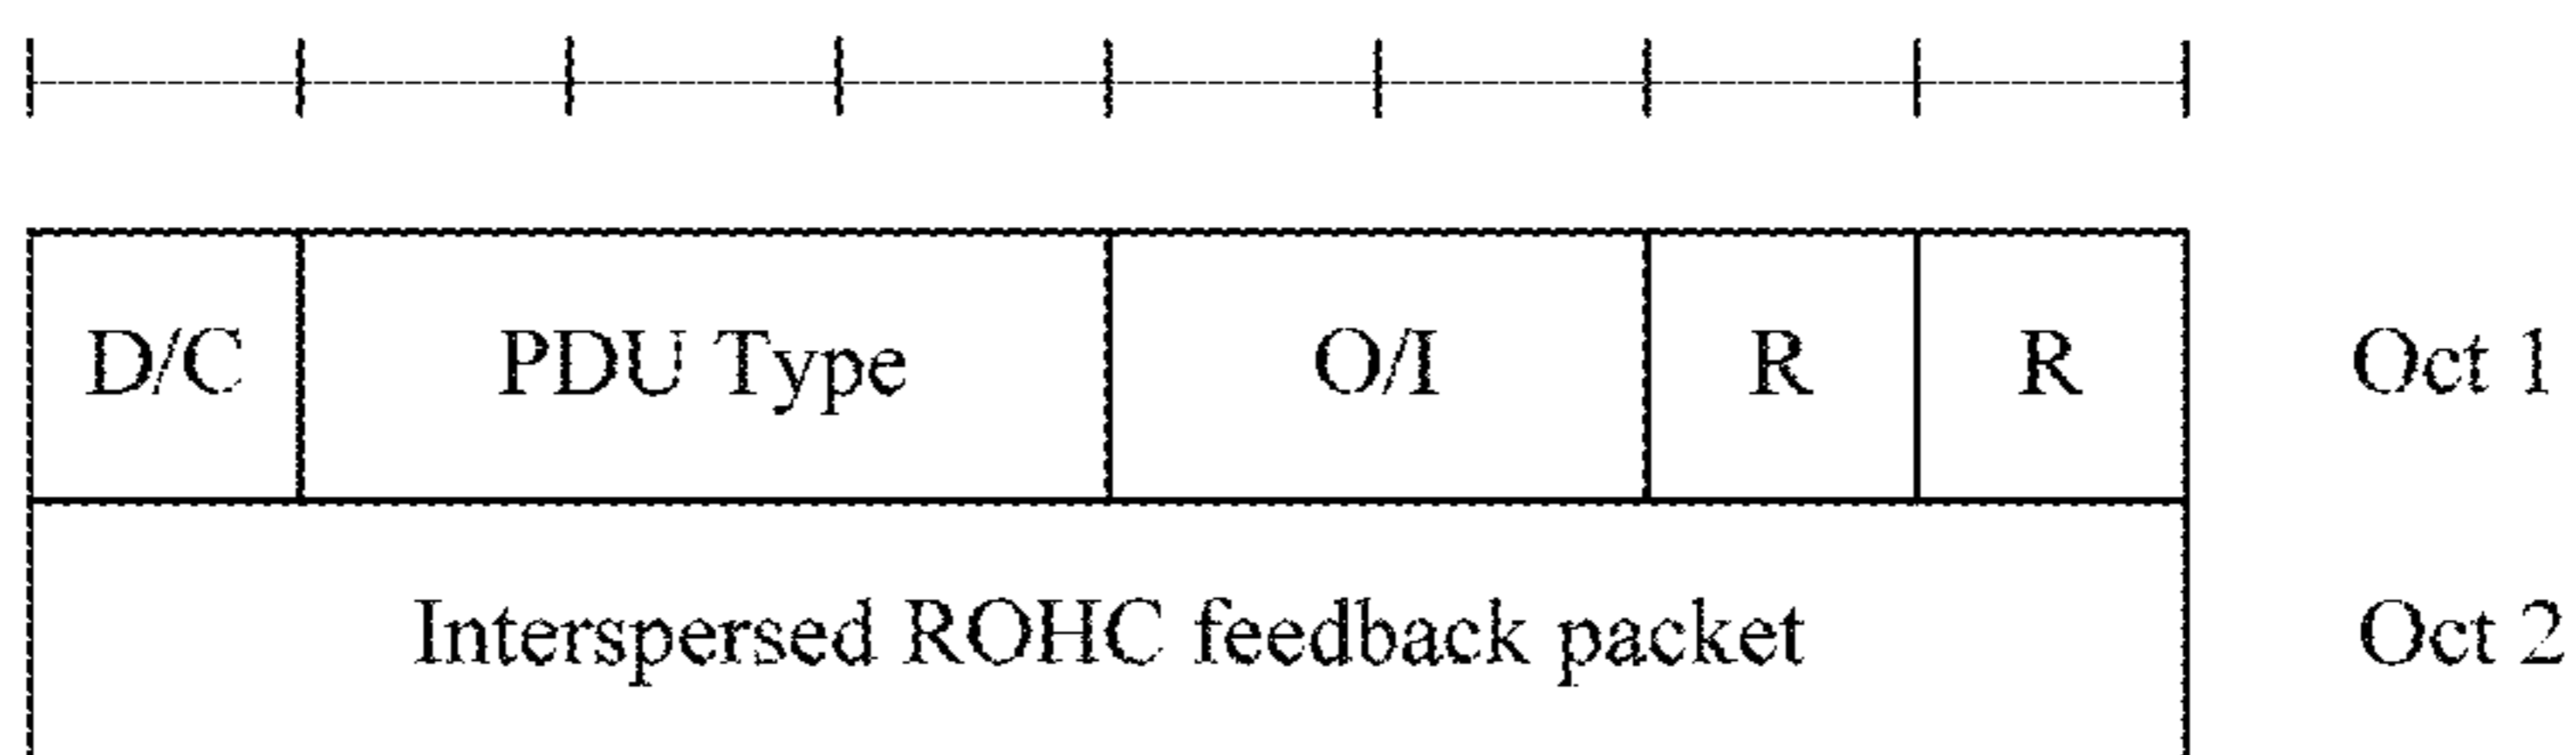 D/C PDU Type O/I R R Oct 1
Interspersed ROHC feedback packet Oct 2